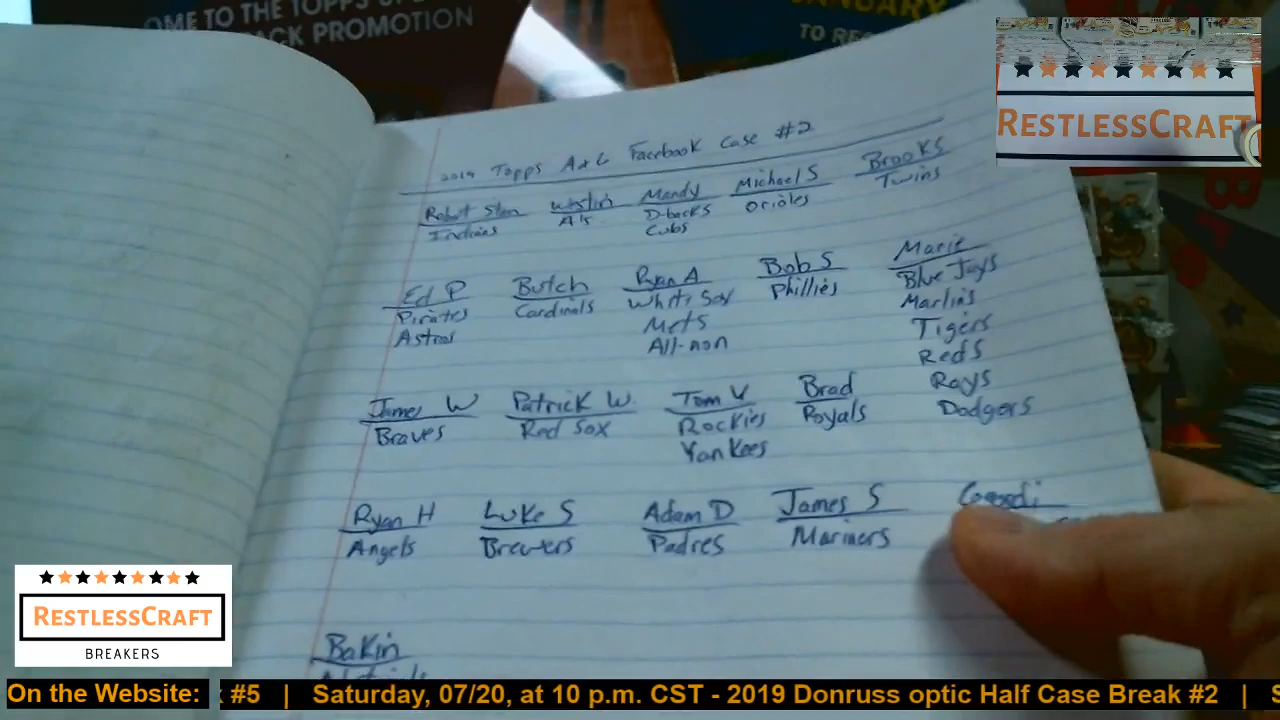 OME TO THE TOPPS
CK PROMOTION
JANUARY
TO RE
RESTLESSCRAFT
2019 Topps A+G Facebook Case #2
Robert Indians
Westin A's
Mandy D-backs Cubs
Michael S Orioles
Brooks Twins
Ed P Pirates Astros
Butch Cardinals
Ryan A White Sox Mets All-non
Bob S Phillies
Marie Blue Jays Marlins Tigers Reds Rays Dodgers
James W Braves
Patrick W. Red Sox
Tom V Rockies Yankees
Brad Royals
Ryan H Angels
Luke S Brewers
Adam D Padres
James S Mariners
Bakin
RESTLESSCRAFT
BREAKERS
On the Website: k #5 | Saturday, 07/20, at 10 p.m. CST - 2019 Donruss optic Half Case Break #2 | S